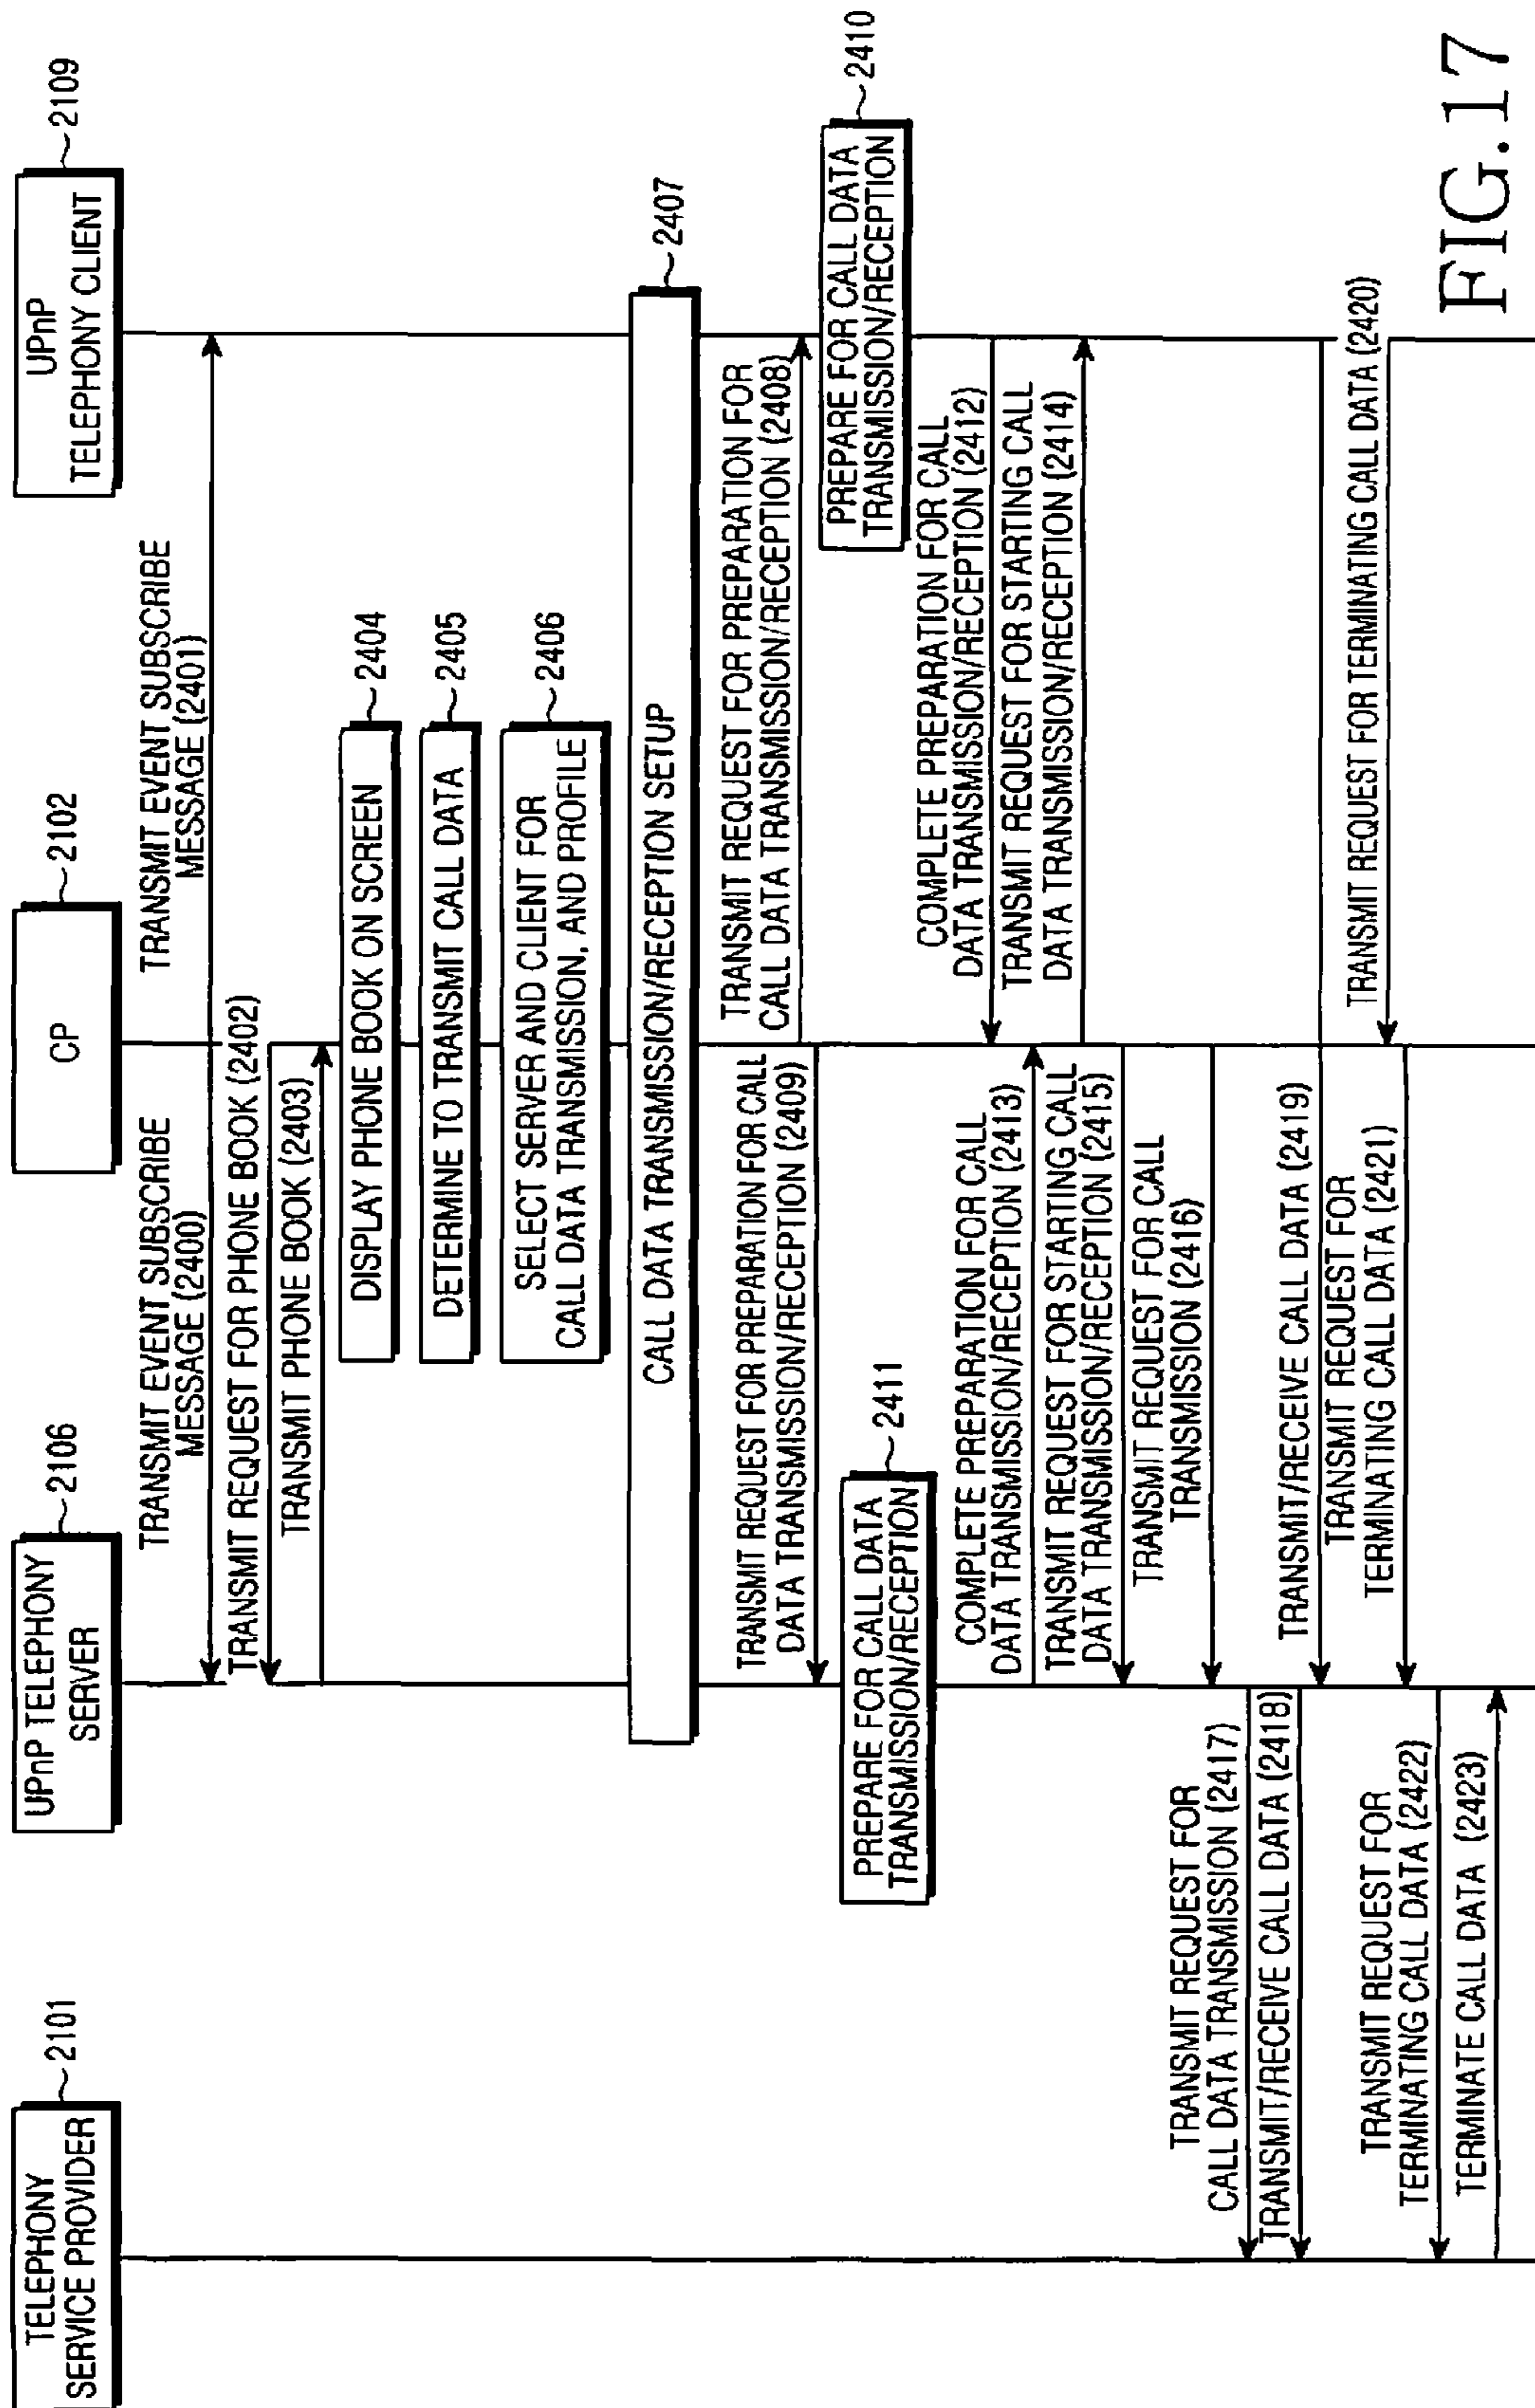 TELEPHONY
SERVICE PROVIDER
2101
UPnP TELEPHONY
SERVER
2106
CP
2102
UPnP
TELEPHONY CLIENT
2109
TRANSMIT EVENT SUBSCRIBE
MESSAGE (2400)
TRANSMIT EVENT SUBSCRIBE
MESSAGE (2401)
TRANSMIT REQUEST FOR PHONE BOOK (2402)
TRANSMIT PHONE BOOK (2403)
DISPLAY PHONE BOOK ON SCREEN
2404
DETERMINE TO TRANSMIT CALL DATA
2405
SELECT SERVER AND CLIENT FOR
CALL DATA TRANSMISSION, AND PROFILE
2406
CALL DATA TRANSMISSION/RECEPTION SETUP
2407
TRANSMIT REQUEST FOR PREPARATION FOR
CALL DATA TRANSMISSION/RECEPTION (2408)
TRANSMIT REQUEST FOR PREPARATION FOR CALL
DATA TRANSMISSION/RECEPTION (2409)
PREPARE FOR CALL DATA
TRANSMISSION/RECEPTION
2410
PREPARE FOR CALL DATA
TRANSMISSION/RECEPTION
2411
COMPLETE PREPARATION FOR CALL
DATA TRANSMISSION/RECEPTION (2412)
COMPLETE PREPARATION FOR CALL
DATA TRANSMISSION/RECEPTION (2413)
TRANSMIT REQUEST FOR STARTING CALL
DATA TRANSMISSION/RECEPTION (2414)
TRANSMIT REQUEST FOR STARTING CALL
DATA TRANSMISSION/RECEPTION (2415)
TRANSMIT REQUEST FOR CALL
TRANSMISSION (2416)
TRANSMIT REQUEST FOR
CALL DATA TRANSMISSION (2417)
TRANSMIT/RECEIVE CALL DATA (2418)
TRANSMIT/RECEIVE CALL DATA (2419)
TRANSMIT REQUEST FOR TERMINATING CALL DATA (2420)
TRANSMIT REQUEST FOR
TERMINATING CALL DATA (2421)
TRANSMIT REQUEST FOR
TERMINATING CALL DATA (2422)
TERMINATE CALL DATA (2423)
FIG.17